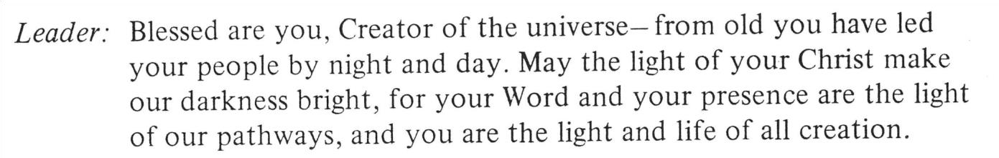 Leader: Blessed are you, Creator of the universe—from old you have led
your people by night and day. May the light of your Christ make
our darkness bright, for your Word and your presence are the light
of our pathways, and you are the light and life of all creation.